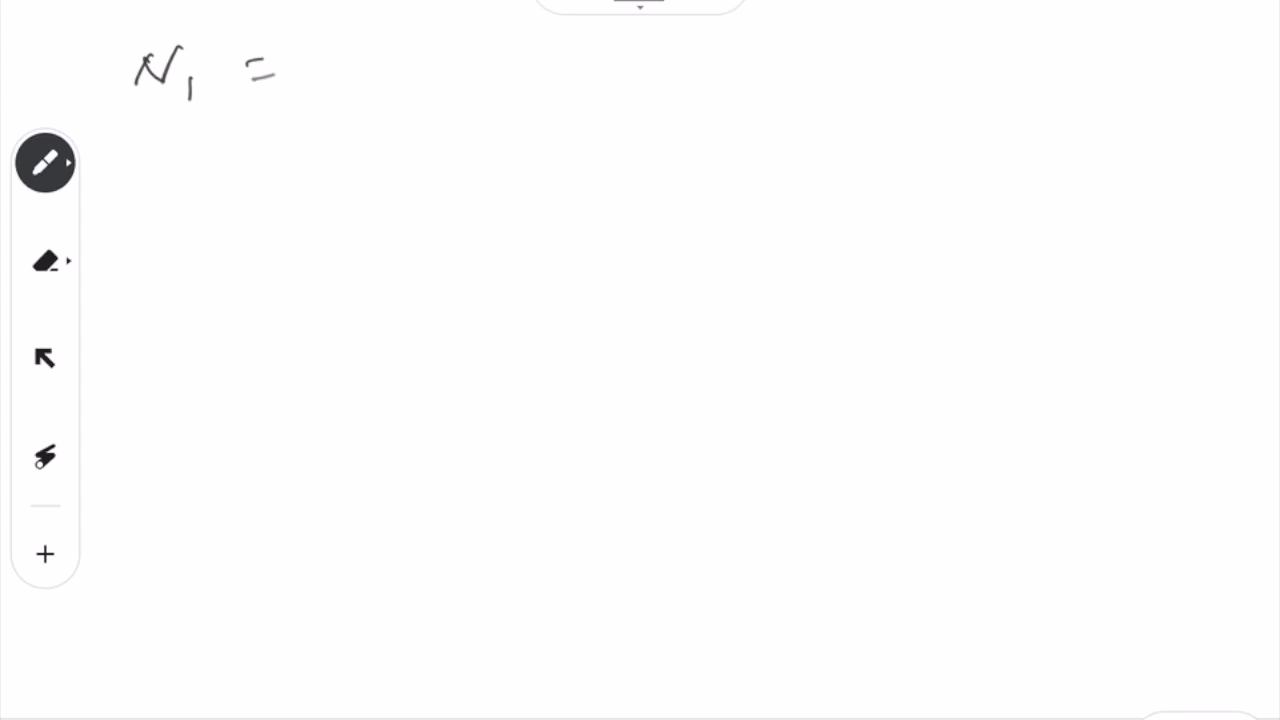 N₁ =